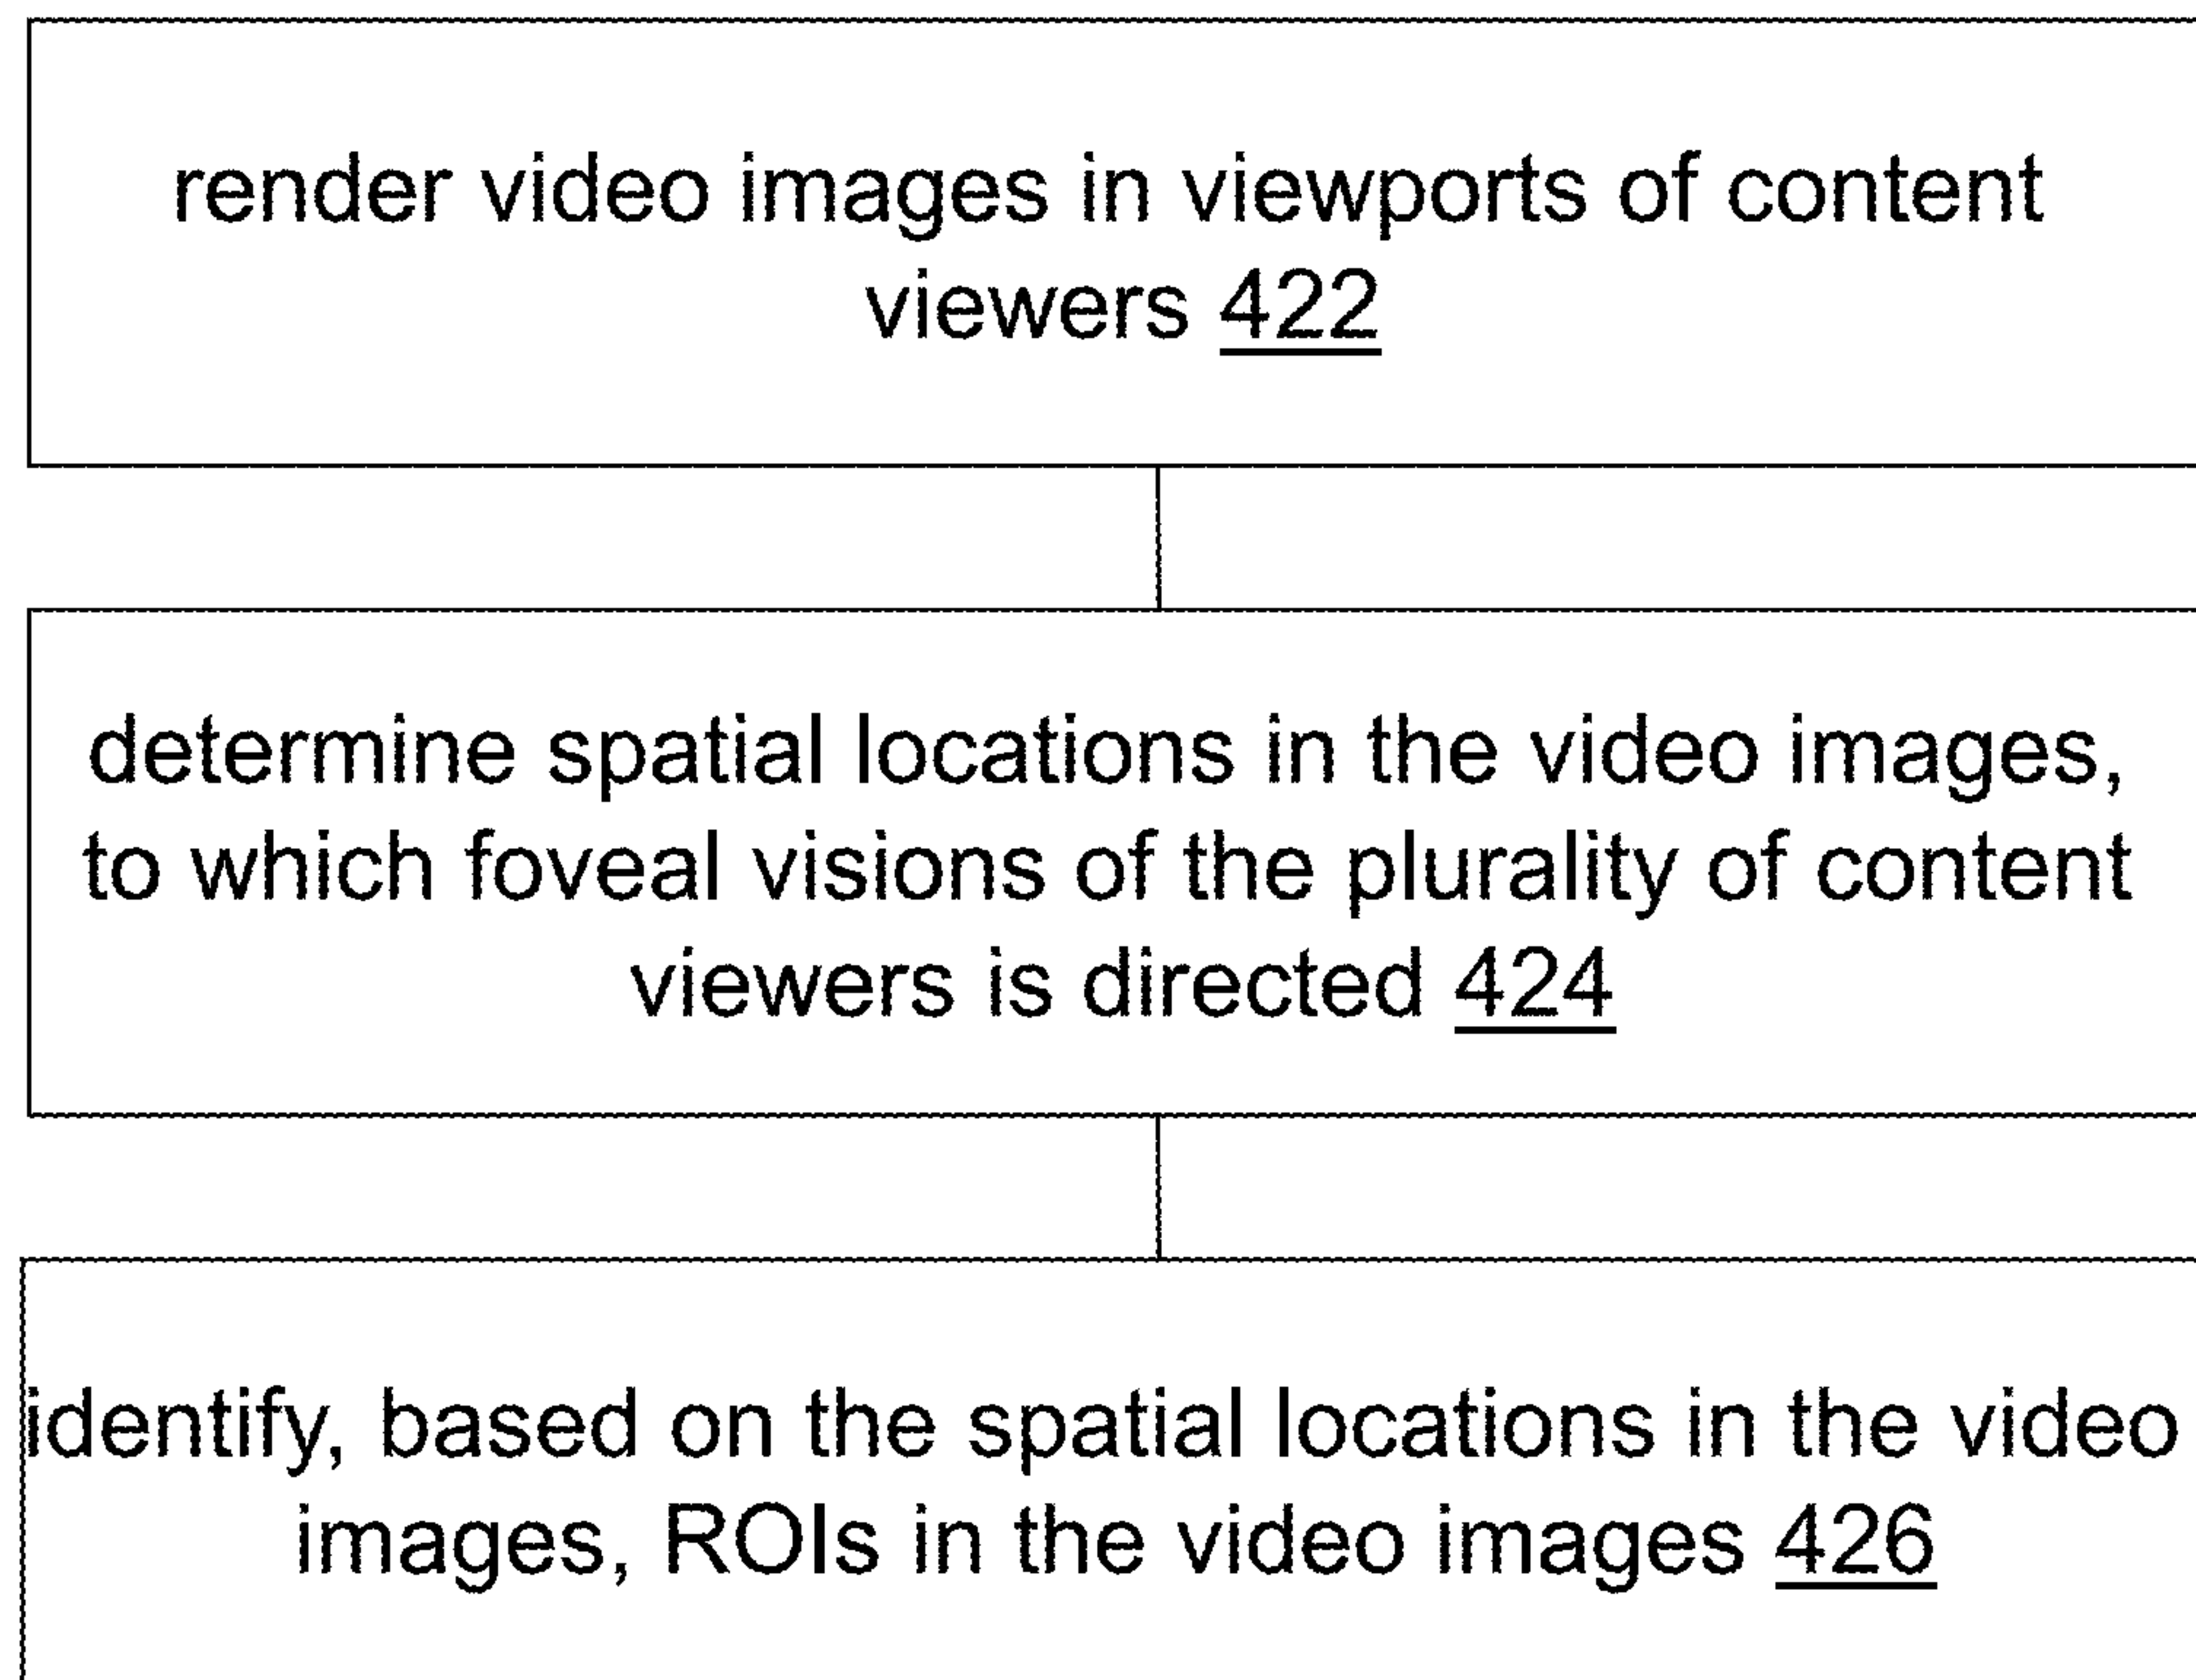 render video images in viewports of content
viewers 422
determine spatial locations in the video images,
to which foveal visions of the plurality of content
viewers is directed 424
identify, based on the spatial locations in the video
images, ROIs in the video images 426